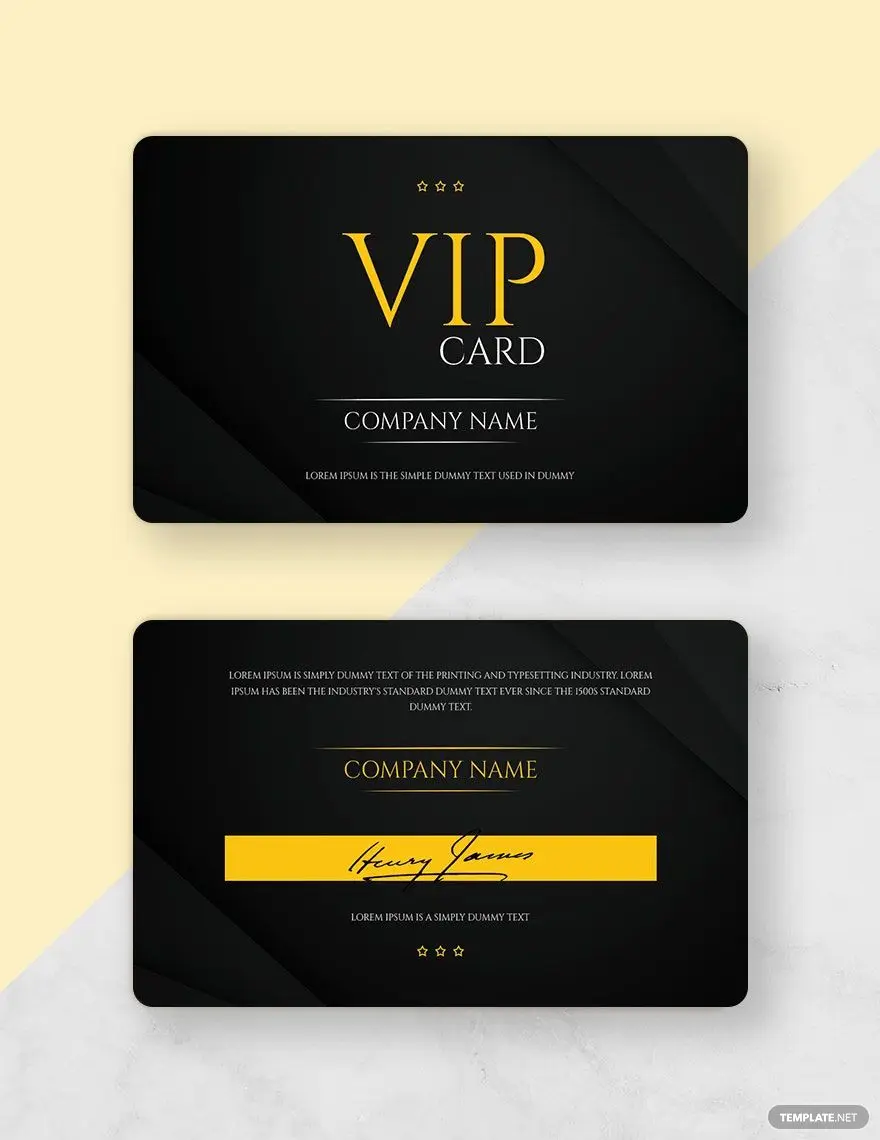 VIP
CARD
COMPANY NAME
LOREM IPSUM IS THE SIMPLE DUMMY TEXT USED IN DUMMY
LOREM IPSUM IS SIMPLY DUMMY TEXT OF THE PRINTING AND TYPESETTING INDUSTRY. LOREM
IPSUM HAS BEEN THE INDUSTRY'S STANDARD DUMMY TEXT EVER SINCE THE 1500S STANDARD
DUMMY TEXT.
COMPANY NAME
Henry James
LOREM IPSUM IS A SIMPLY DUMMY TEXT
TEMPLATE.NET